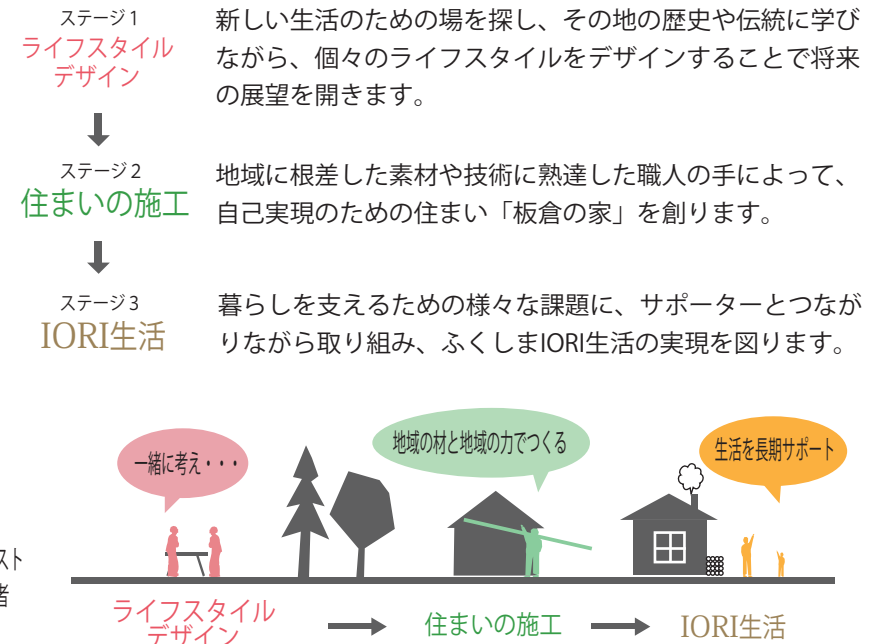 ステージ1
ライフスタイル
デザイン
新しい生活のための場を探し、その地の歴史や伝統に学び
ながら、個々のライフスタイルをデザインすることで将来
の展望を開きます。
ステージ2
住まいの施工
地域に根差した素材や技術に熟達した職人の手によって、
自己実現のための住まい「板倉の家」を創ります。
ステージ3
IORI生活
暮らしを支えるための様々な課題に、サポーターとつなが
りながら取り組み、ふくしまIORI生活の実現を図ります。
一緒に考え・・・
地域の材と地域の力でつくる
生活を長期サポート
スト
者
ライフスタイル
デザイン
住まいの施工
IORI生活